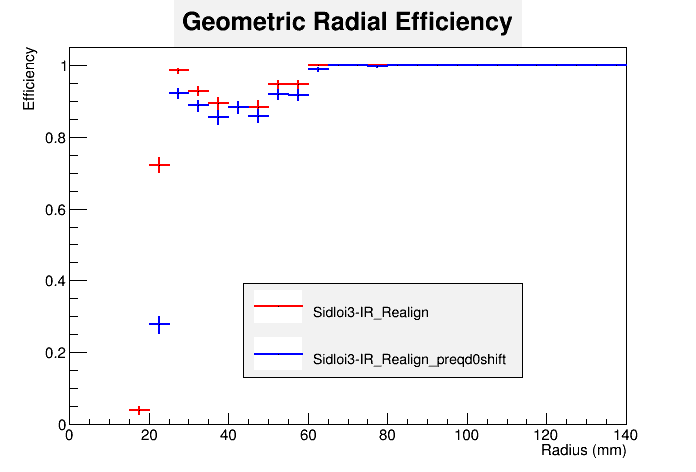 Geometric Radial Efficiency
Efficiency
1
0.8
0.6
0.4
0.2
0
Sidloi3-IR_Realign
Sidloi3-IR_Realign_preqd0shift
0 20 40 60 80 100 120 140
Radius (mm)